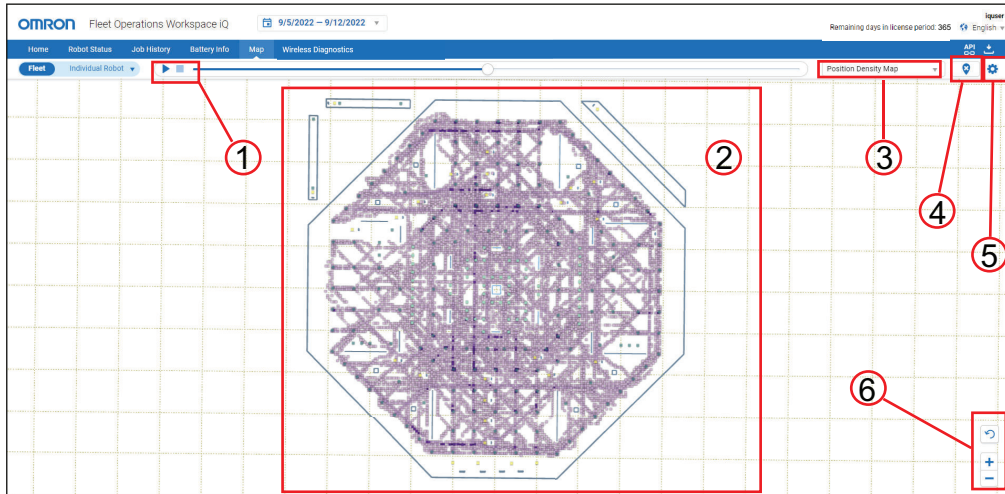 OMRON Fleet Operations Workspace iQ 9/5/2022 — 9/12/2022
iquser
Remaining days in license period: 365 English
Home Robot Status Job History Battery Info Map Wireless Diagnostics API
Fleet Individual Robot Position Density Map
1
2
3
4
5
6